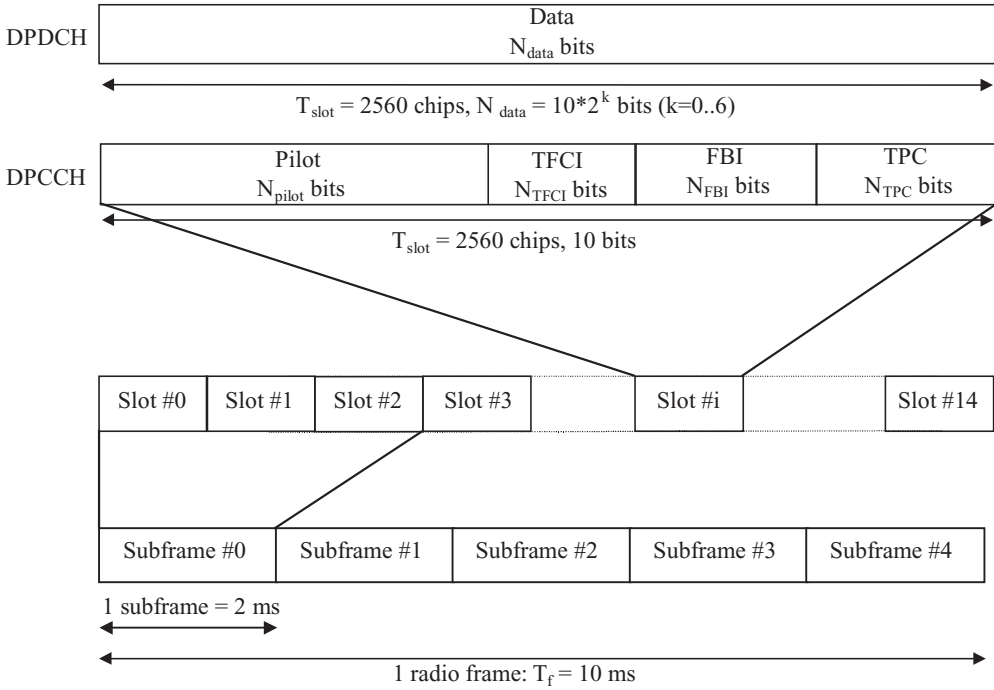 Data
DPDCH
N_data bits
T_slot = 2560 chips, N_data = 10*2^k bits (k=0..6)
Pilot TFCI FBI TPC
DPCCH
N_pilot bits N_TFCI bits N_FBI bits N_TPC bits
T_slot = 2560 chips, 10 bits
Slot #0 Slot #1 Slot #2 Slot #3 Slot #i Slot #14
Subframe #0 Subframe #1 Subframe #2 Subframe #3 Subframe #4
1 subframe = 2 ms
1 radio frame: T_f = 10 ms